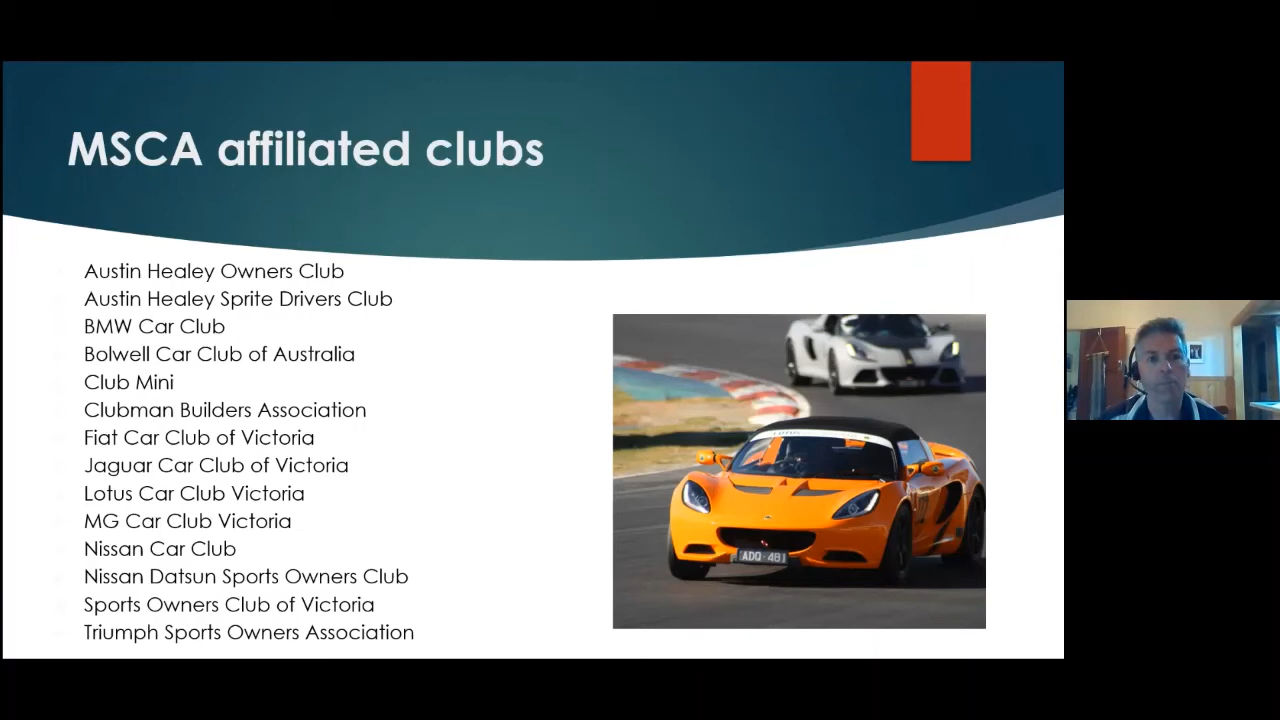 MSCA affiliated clubs
Austin Healey Owners Club
Austin Healey Sprite Drivers Club
BMW Car Club
Bolwell Car Club of Australia
Club Mini
Clubman Builders Association
Fiat Car Club of Victoria
Jaguar Car Club of Victoria
Lotus Car Club Victoria
MG Car Club Victoria
Nissan Car Club
Nissan Datsun Sports Owners Club
Sports Owners Club of Victoria
Triumph Sports Owners Association